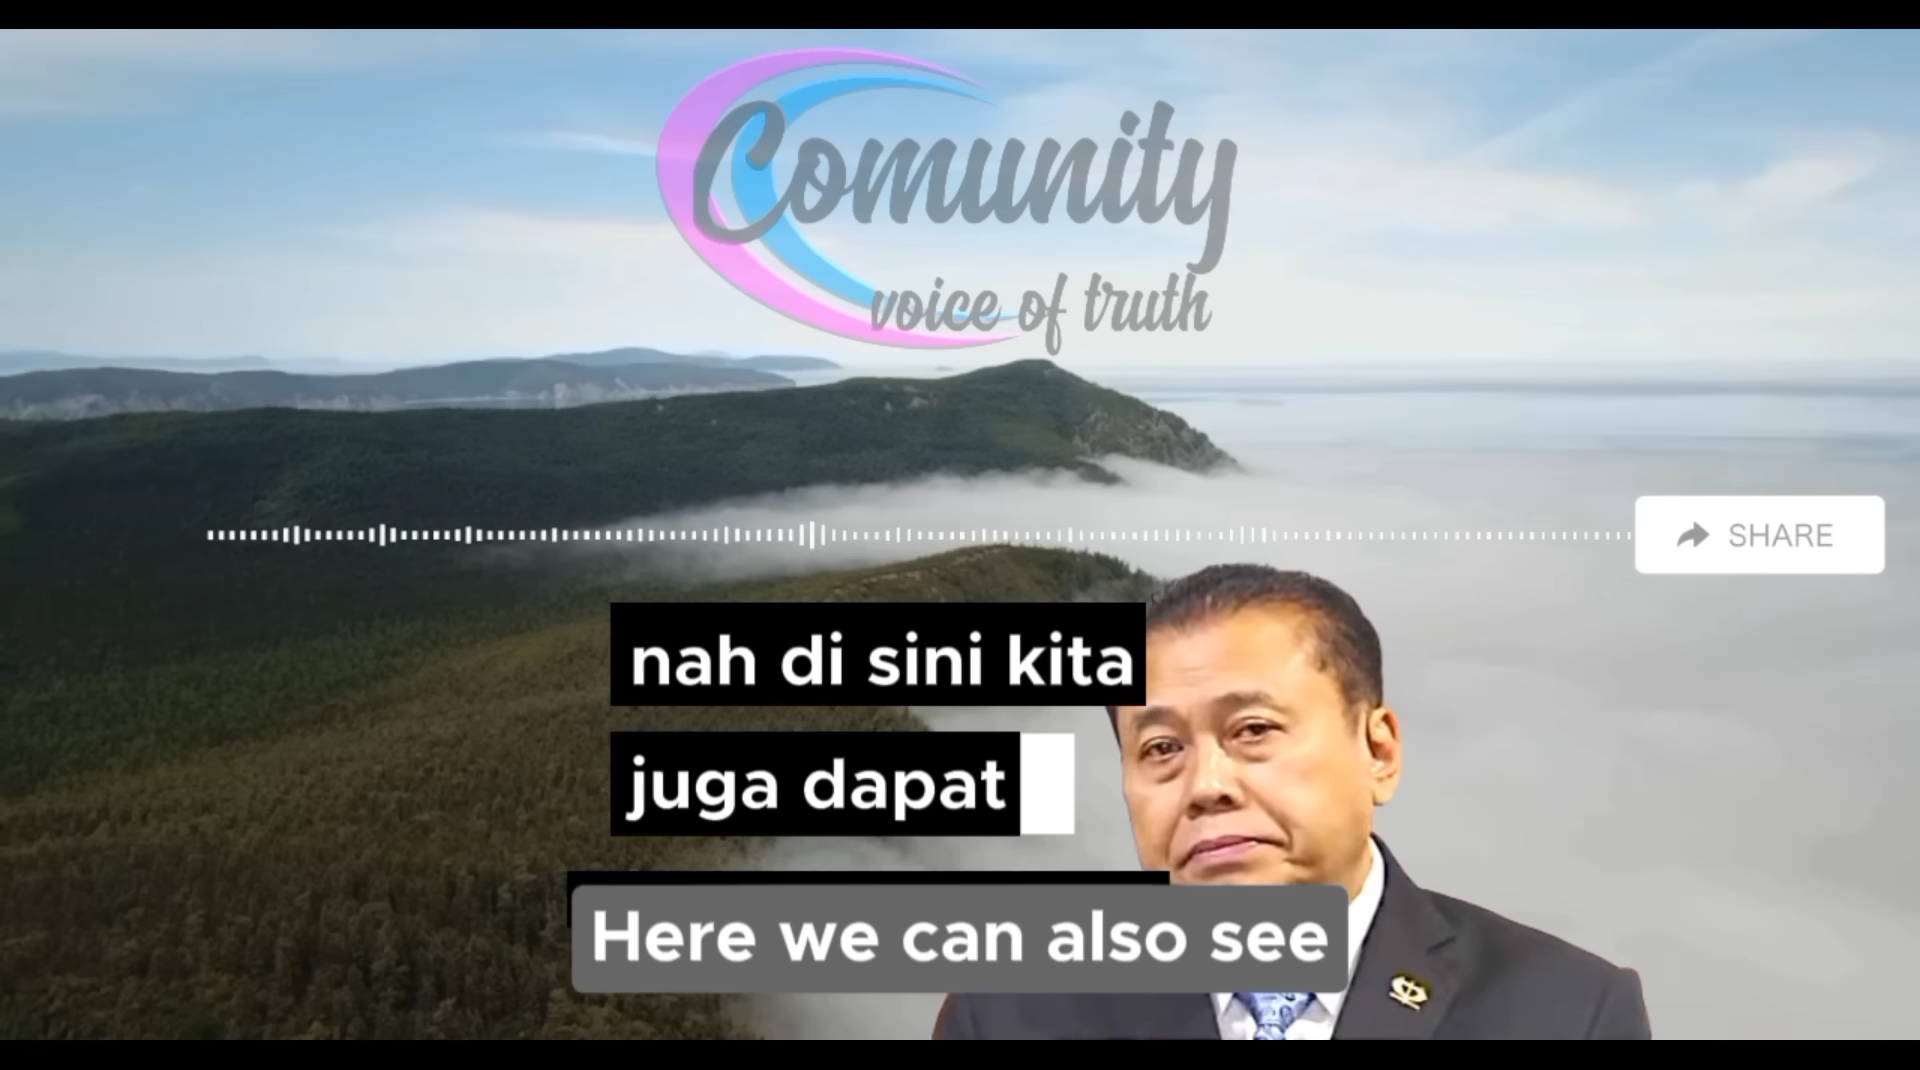 Comunity
voice of truth
SHARE
nah di sini kita
juga dapat
Here we can also see